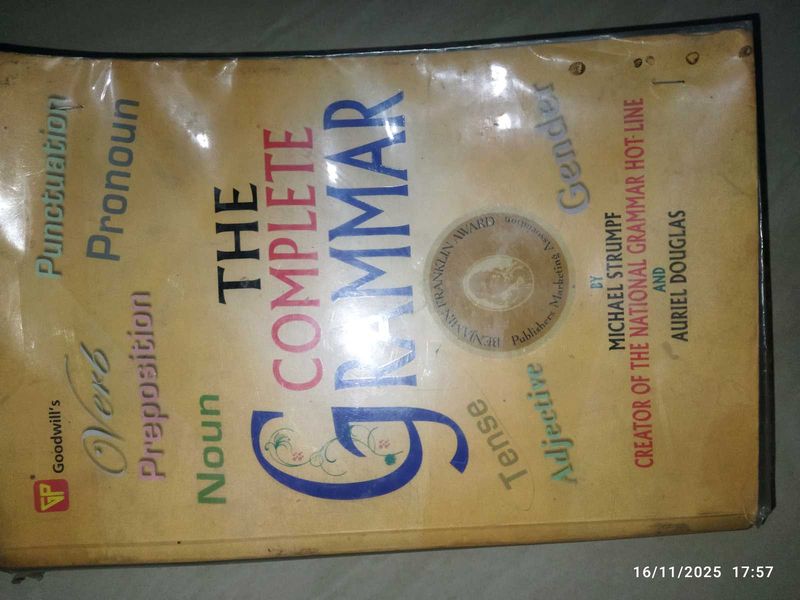 GP
Goodwill's
Punctuation
Verb
Pronoun
Preposition
Noun
THE
COMPLETE
GRAMMAR
BENJAMIN FRANKLIN AWARD
Publishers Marketing Association
Tense
Gender
Adjective
BY
MICHAEL STRUMPF
CREATOR OF THE NATIONAL GRAMMAR HOT-LINE
AND
AURIEL DOUGLAS
16/11/2025 17:57